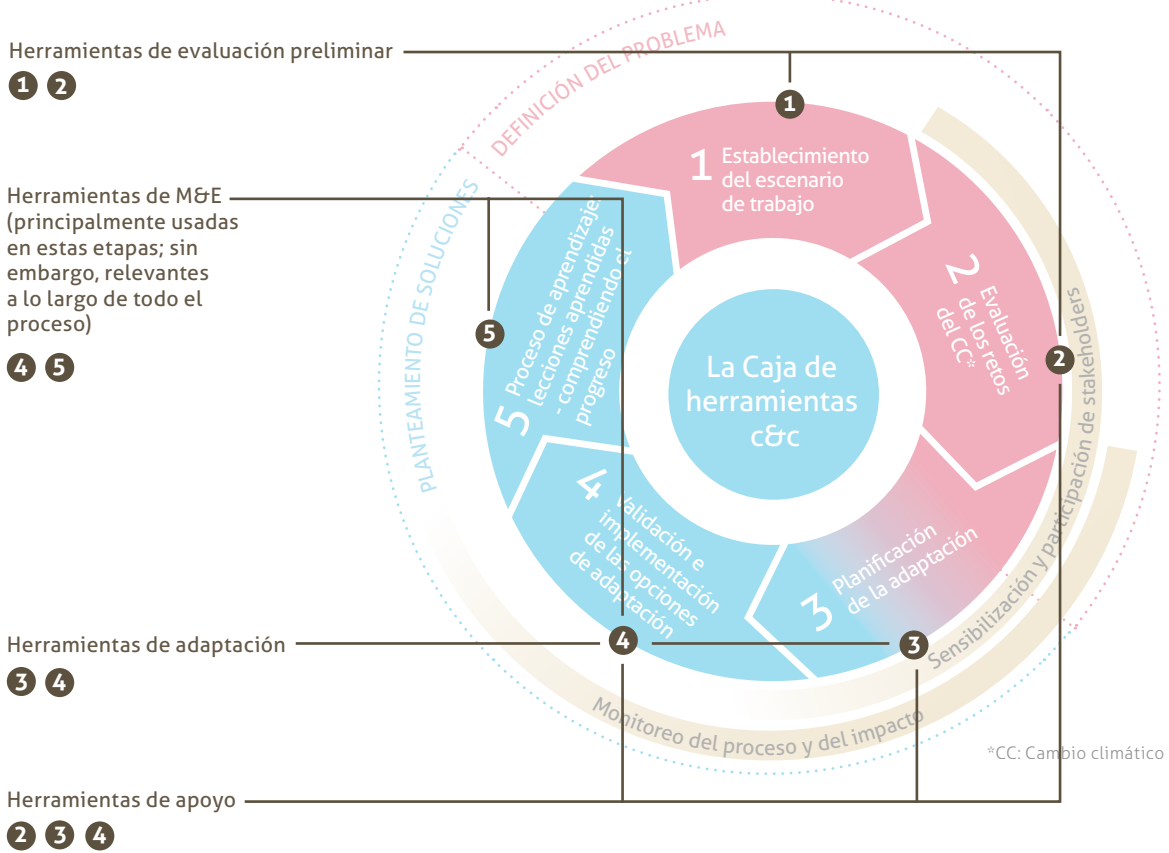 Herramientas de evaluación preliminar
1 2
Herramientas de M&E
(principalmente usadas
en estas etapas; sin
embargo, relevantes
a lo largo de todo el
proceso)
4 5
Herramientas de adaptación
3 4
Herramientas de apoyo
2 3 4
DEFINICIÓN DEL PROBLEMA
PLANTEAMIENTO DE SOLUCIONES
1
1 Establecimiento
del escenario
de trabajo
2
2 Evaluación
de los retos
del CC*
3
3 Planificación
de la adaptación
4
4 Validación e
implementación
de las opciones
de adaptación
5
5 Proceso de aprendizaje:
lecciones aprendidas
- comprendiendo el
progreso
La Caja de
herramientas
c&c
Sensibilización y participación de stakeholders
Monitoreo del proceso y del impacto
*CC: Cambio climático